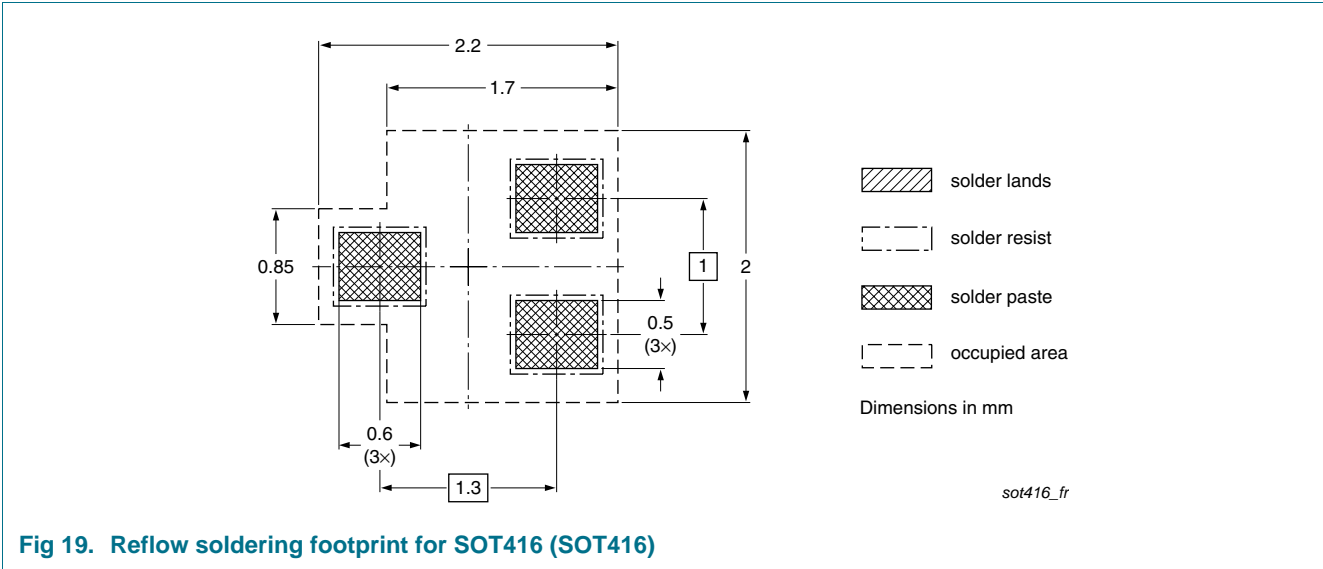 2.2
1.7
solder lands
solder resist
0.85
1
2
solder paste
0.5
(3×)
occupied area
Dimensions in mm
0.6
(3×)
1.3
sot416_fr
Fig 19. Reflow soldering footprint for SOT416 (SOT416)